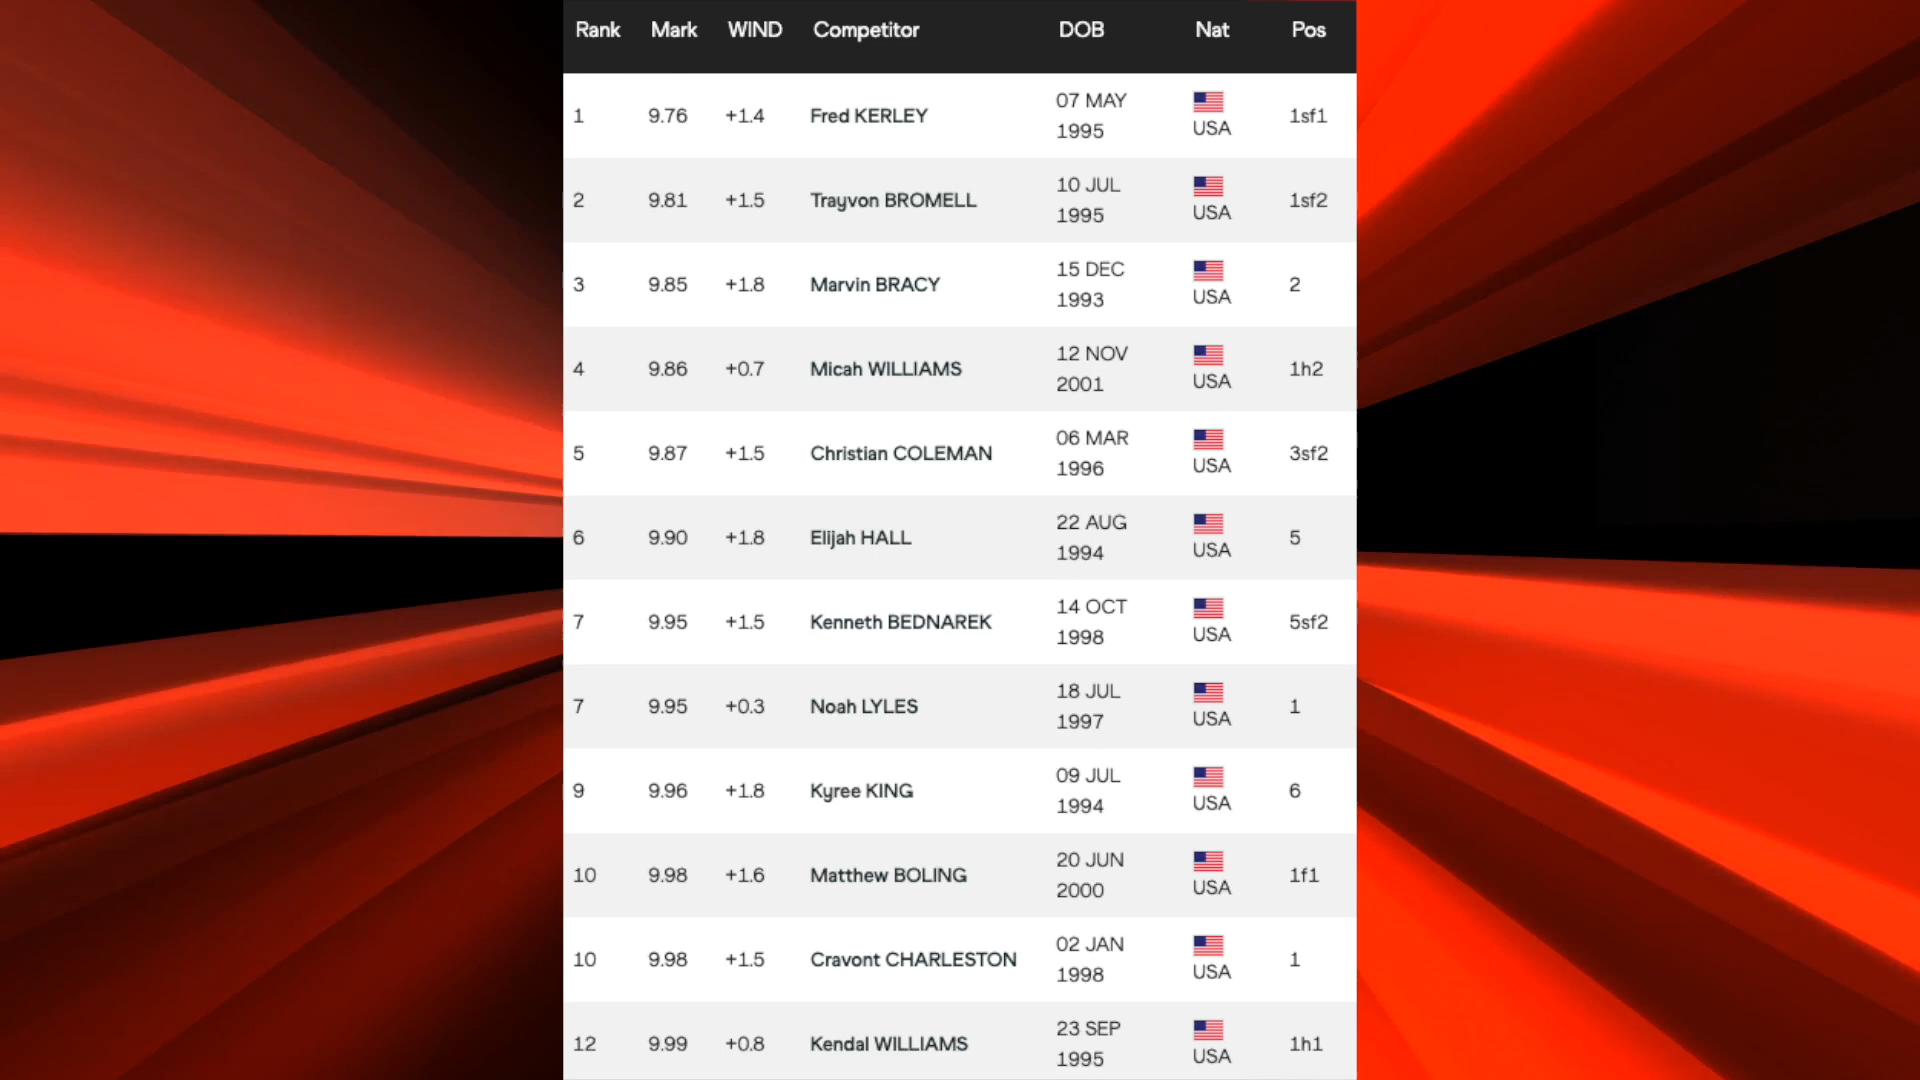 Rank Mark WIND Competitor DOB Nat Pos
1 9.76 +1.4 Fred KERLEY 07 MAY 1995 USA 1sf1
2 9.81 +1.5 Trayvon BROMELL 10 JUL 1995 USA 1sf2
3 9.85 +1.8 Marvin BRACY 15 DEC 1993 USA 2
4 9.86 +0.7 Micah WILLIAMS 12 NOV 2001 USA 1h2
5 9.87 +1.5 Christian COLEMAN 06 MAR 1996 USA 3sf2
6 9.90 +1.8 Elijah HALL 22 AUG 1994 USA 5
7 9.95 +1.5 Kenneth BEDNAREK 14 OCT 1998 USA 5sf2
7 9.95 +0.3 Noah LYLES 18 JUL 1997 USA 1
9 9.96 +1.8 Kyree KING 09 JUL 1994 USA 6
10 9.98 +1.6 Matthew BOLING 20 JUN 2000 USA 1f1
10 9.98 +1.5 Cravont CHARLESTON 02 JAN 1998 USA 1
12 9.99 +0.8 Kendal WILLIAMS 23 SEP 1995 USA 1h1